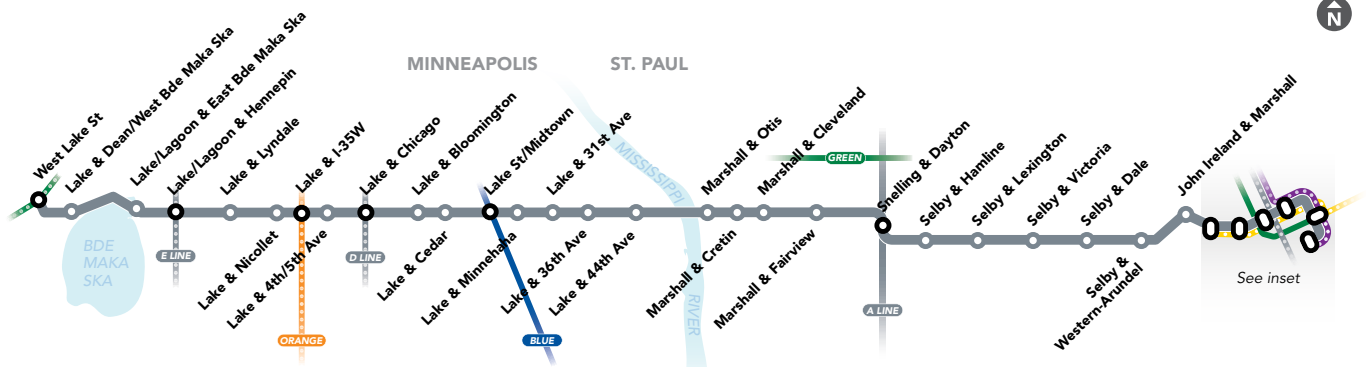 N
MINNEAPOLIS
ST. PAUL
West Lake St
Lake & Dean/West Bde Maka Ska
Lake/Lagoon & East Bde Maka Ska
Lake/Lagoon & Hennepin
Lake & Lyndale
Lake & Nicollet
Lake & I-35W
Lake & 4th/5th Ave
Lake & Chicago
Lake & Bloomington
Lake & Cedar
Lake St/Midtown
Lake & Minnehaha
Lake & 31st Ave
Lake & 36th Ave
Lake & 44th Ave
MISSISSIPPI
RIVER
Marshall & Otis
Marshall & Cretin
Marshall & Cleveland
Marshall & Fairview
GREEN
Snelling & Dayton
Selby & Hamline
Selby & Lexington
Selby & Victoria
Selby & Dale
Selby &
Western-Arundel
John Ireland & Marshall
BDE
MAKA
SKA
E LINE
D LINE
ORANGE
BLUE
A LINE
See inset